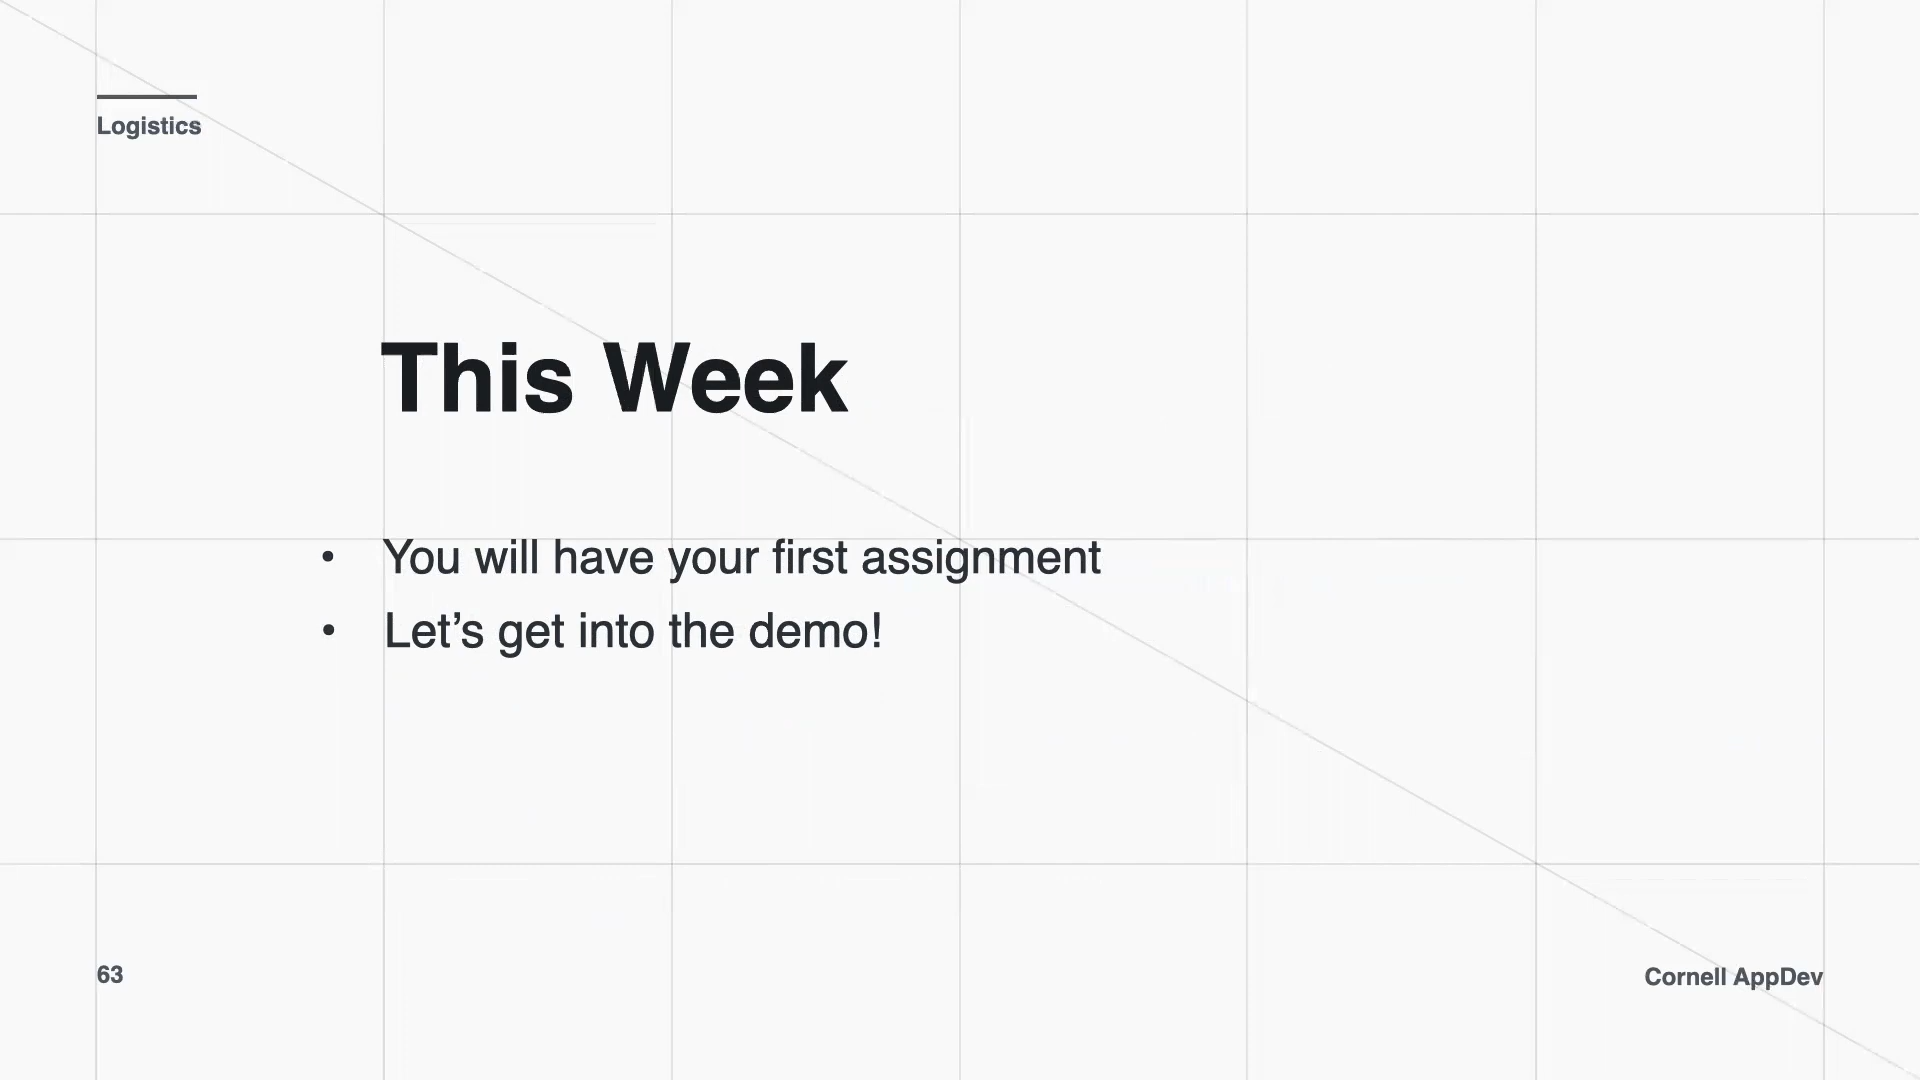 Logistics
This Week
• You will have your first assignment
• Let’s get into the demo!
63
Cornell AppDev